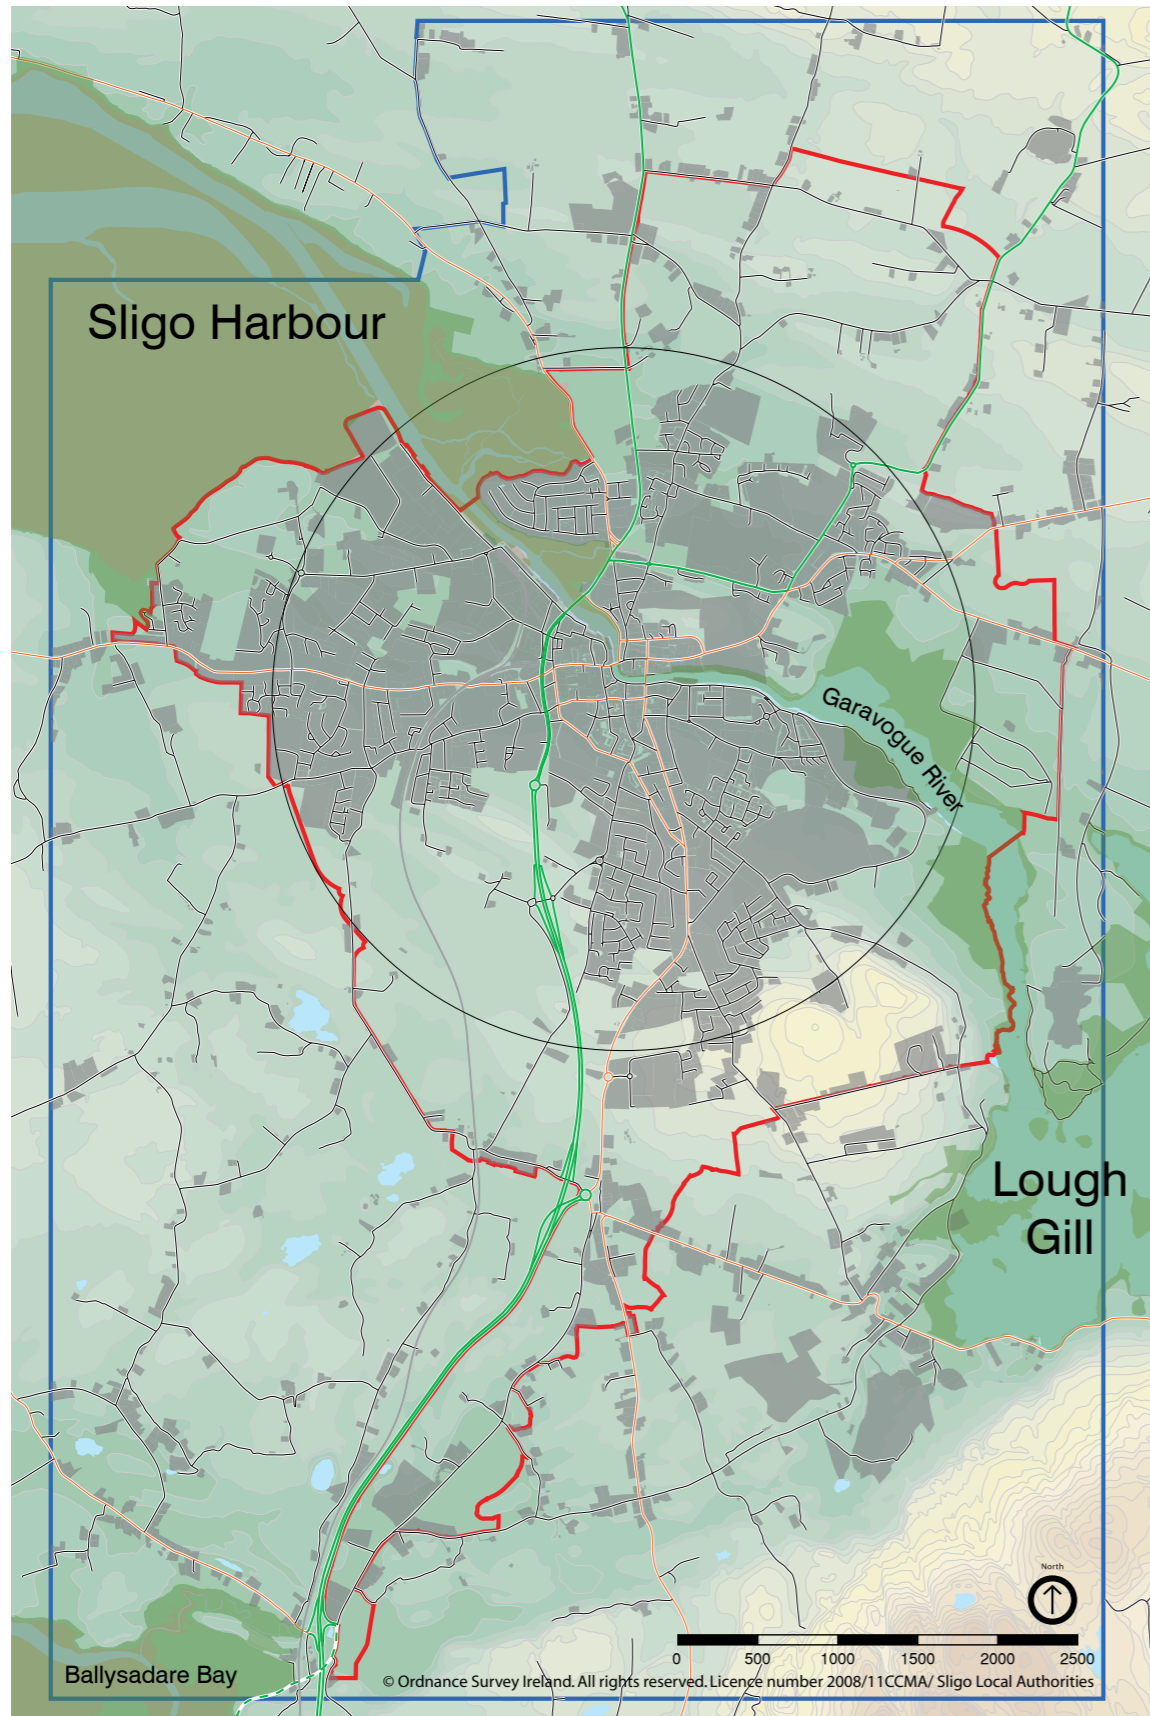 Sligo Harbour
Garavogue River
Lough
Gill
North
0 500 1000 1500 2000 2500
Ballysadare Bay
© Ordnance Survey Ireland. All rights reserved. Licence number 2008/11CCMA/ Sligo Local Authorities